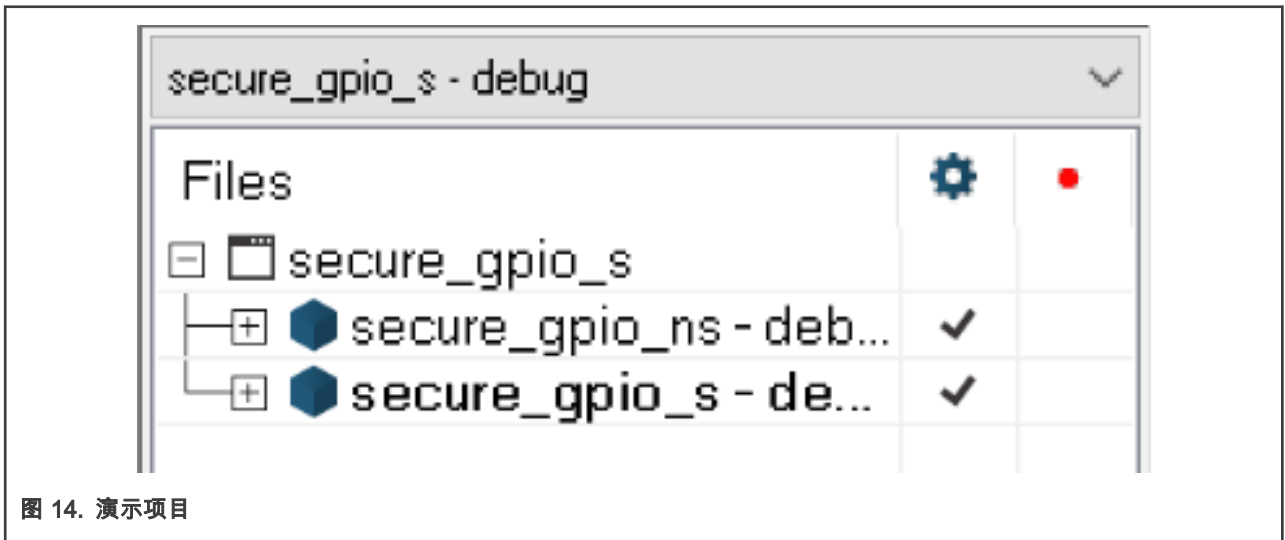 secure_gpio_s - debug
Files
secure_gpio_s
secure_gpio_ns - deb...
secure_gpio_s - de...
图 14. 演示项目